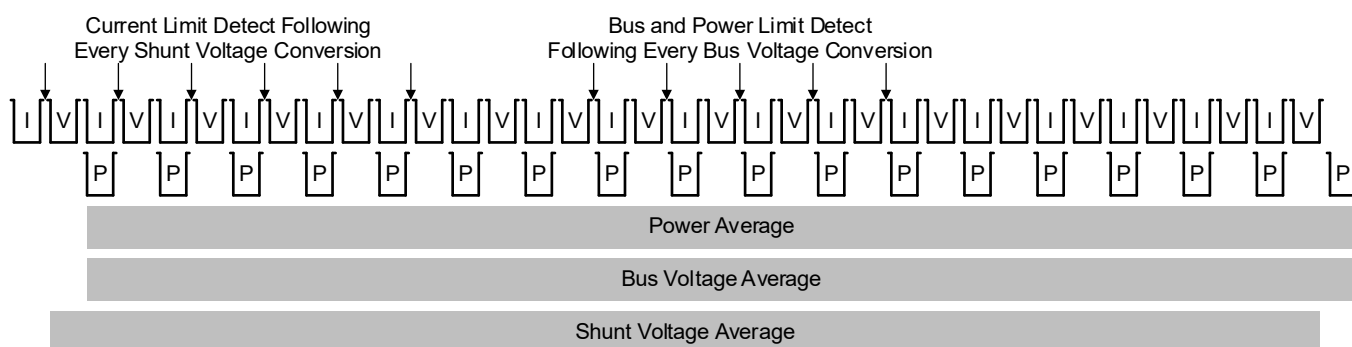 Current Limit Detect Following
Every Shunt Voltage Conversion
Bus and Power Limit Detect
Following Every Bus Voltage Conversion
I V I V I V I V I V I V I V I V I V I V I V I V I V I V I V I V I V I V
P P P P P P P P P P P P P P P P P P
Power Average
Bus Voltage Average
Shunt Voltage Average